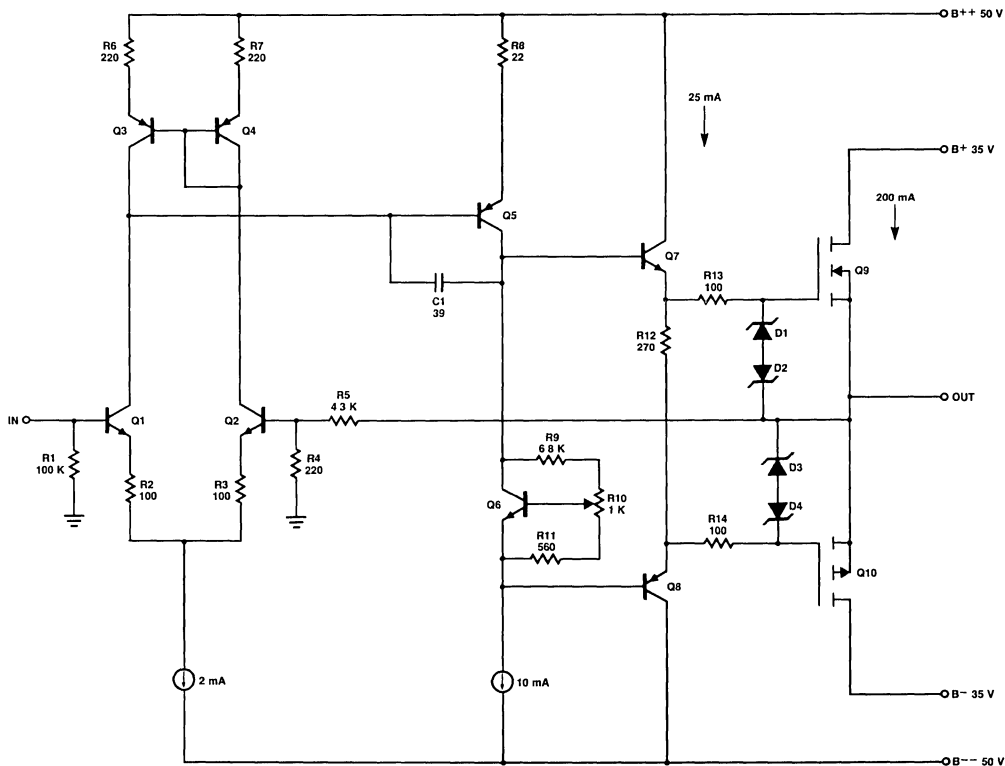 B++ 50 V
R6
220
R7
220
R8
22
25 mA
Q3
Q4
B+ 35 V
200 mA
Q5
Q7
R13
100
Q9
C1
39
R12
270
D1
D2
OUT
IN
Q1
Q2
R5
4 3 K
R1
100 K
R2
100
R3
100
R4
220
R9
6 8 K
D3
Q6
R10
1 K
D4
R11
560
R14
100
Q10
Q8
2 mA
10 mA
B- 35 V
B-- 50 V